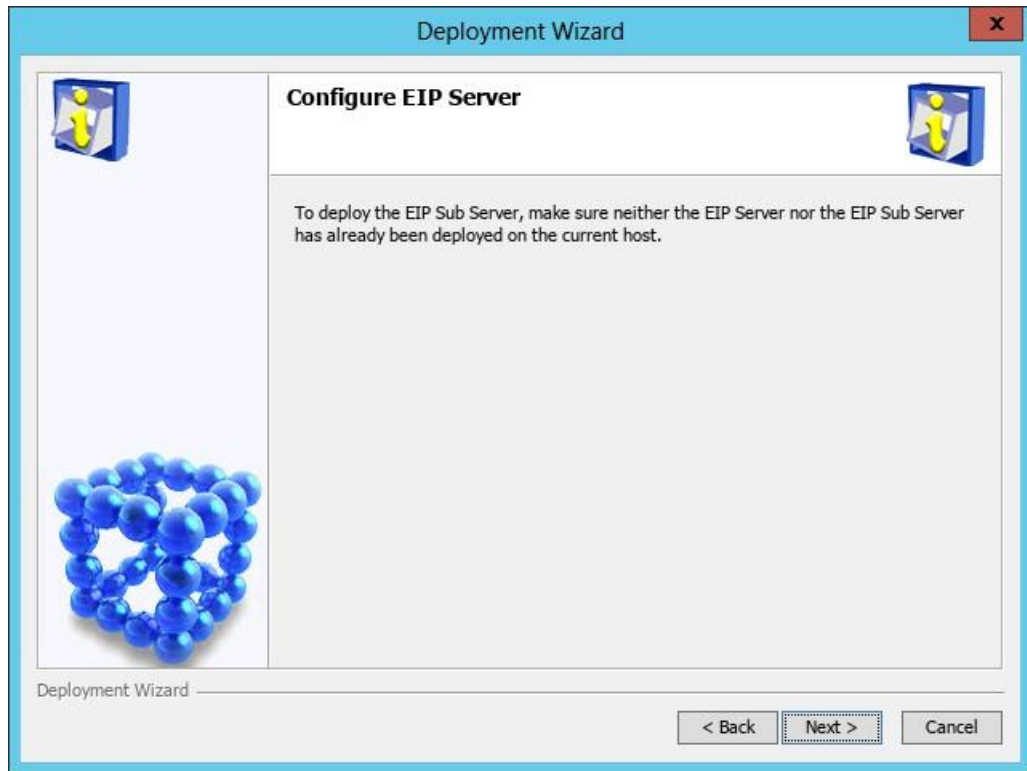 Deployment Wizard
X
Configure EIP Server
To deploy the EIP Sub Server, make sure neither the EIP Server nor the EIP Sub Server
has already been deployed on the current host.
Deployment Wizard
< Back
Next >
Cancel